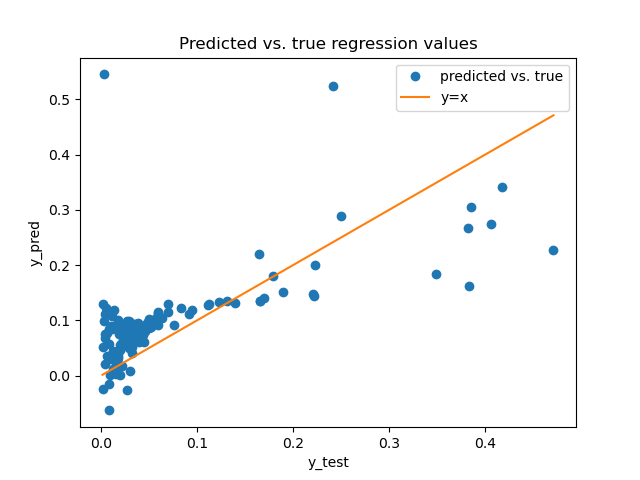 Predicted vs. true regression values
predicted vs. true
y=x
0.5
0.4
0.3
0.2
0.1
0.0
y_pred
0.0 0.1 0.2 0.3 0.4
y_test